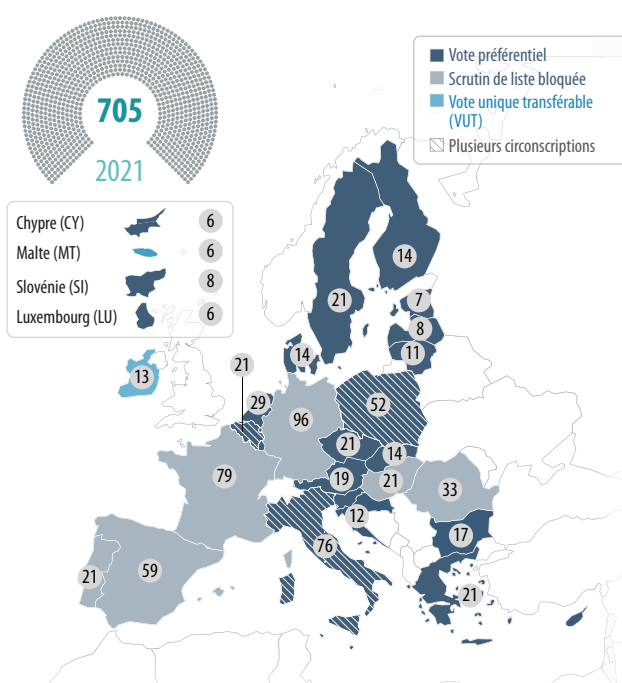 705
2021
Vote préférentiel
Scrutin de liste bloquée
Vote unique transférable
(VUT)
Plusieurs circonscriptions
Chypre (CY) 6
Malte (MT) 6
Slovénie (SI) 8
Luxembourg (LU) 6
14
21
7
8
11
14
13
21
29
96
52
21
14
79
19
21
33
12
17
76
59
21
21